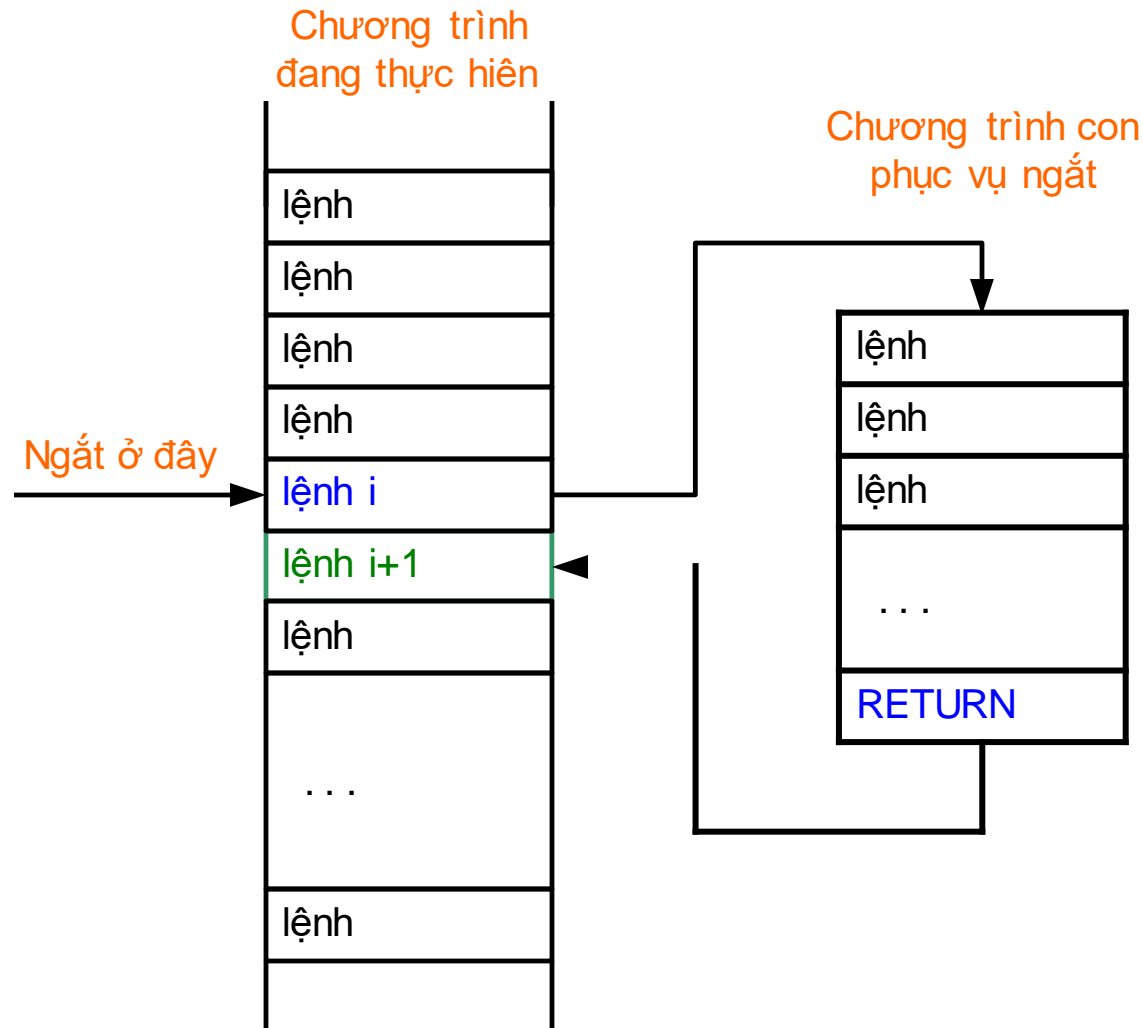 Chương trình
đang thực hiên
lệnh
lệnh
lệnh
lệnh
Ngắt ở đây
lệnh i
lệnh i+1
lệnh
. . .
lệnh
Chương trình con
phục vụ ngắt
lệnh
lệnh
lệnh
. . .
RETURN